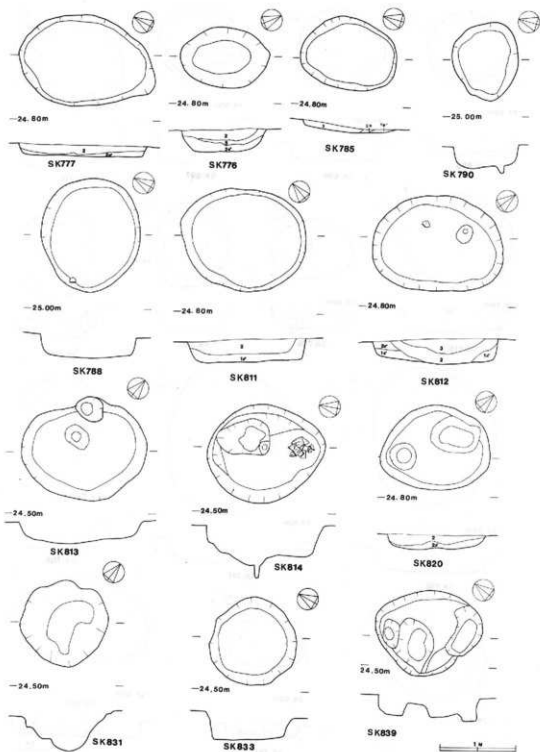 —24.80m
—24.80m
—24.80m
—25.00m
SK777
SK776
SK785
SK790
—25.00m
—24.60m
—24.80m
SK788
SK811
SK812
—24.50m
—24.50m
—24.80m
SK813
SK814
SK820
—24.50m
—24.50m
24.50m
SK831
SK833
SK839